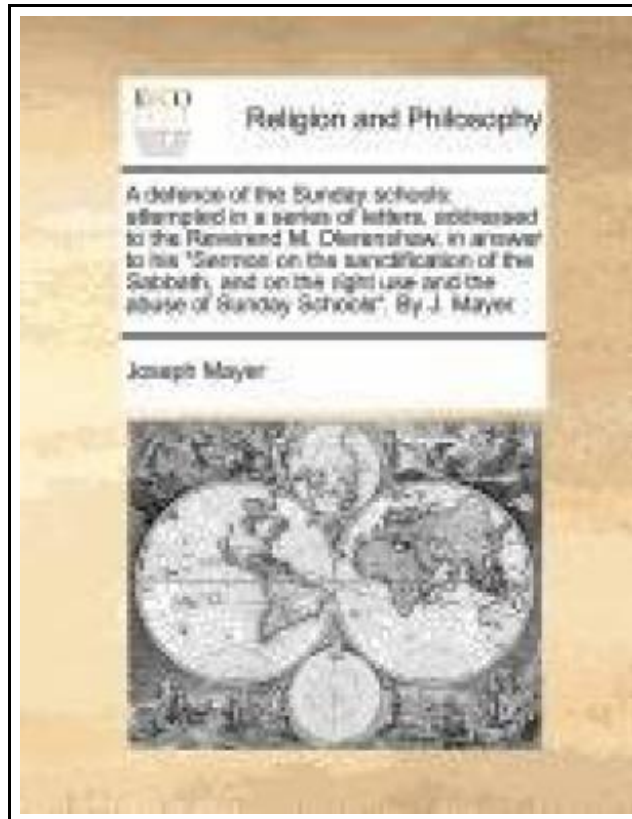 ECCO
Religion and Philosophy
A defence of the Sunday schools;
attempted in a series of letters, addressed
to the Reverend M. Olerenshaw, in answer
to his "Sermon on the sanctification of the
Sabbath, and on the right use and the
abuse of Sunday Schools". By J. Mayer.
Joseph Mayer